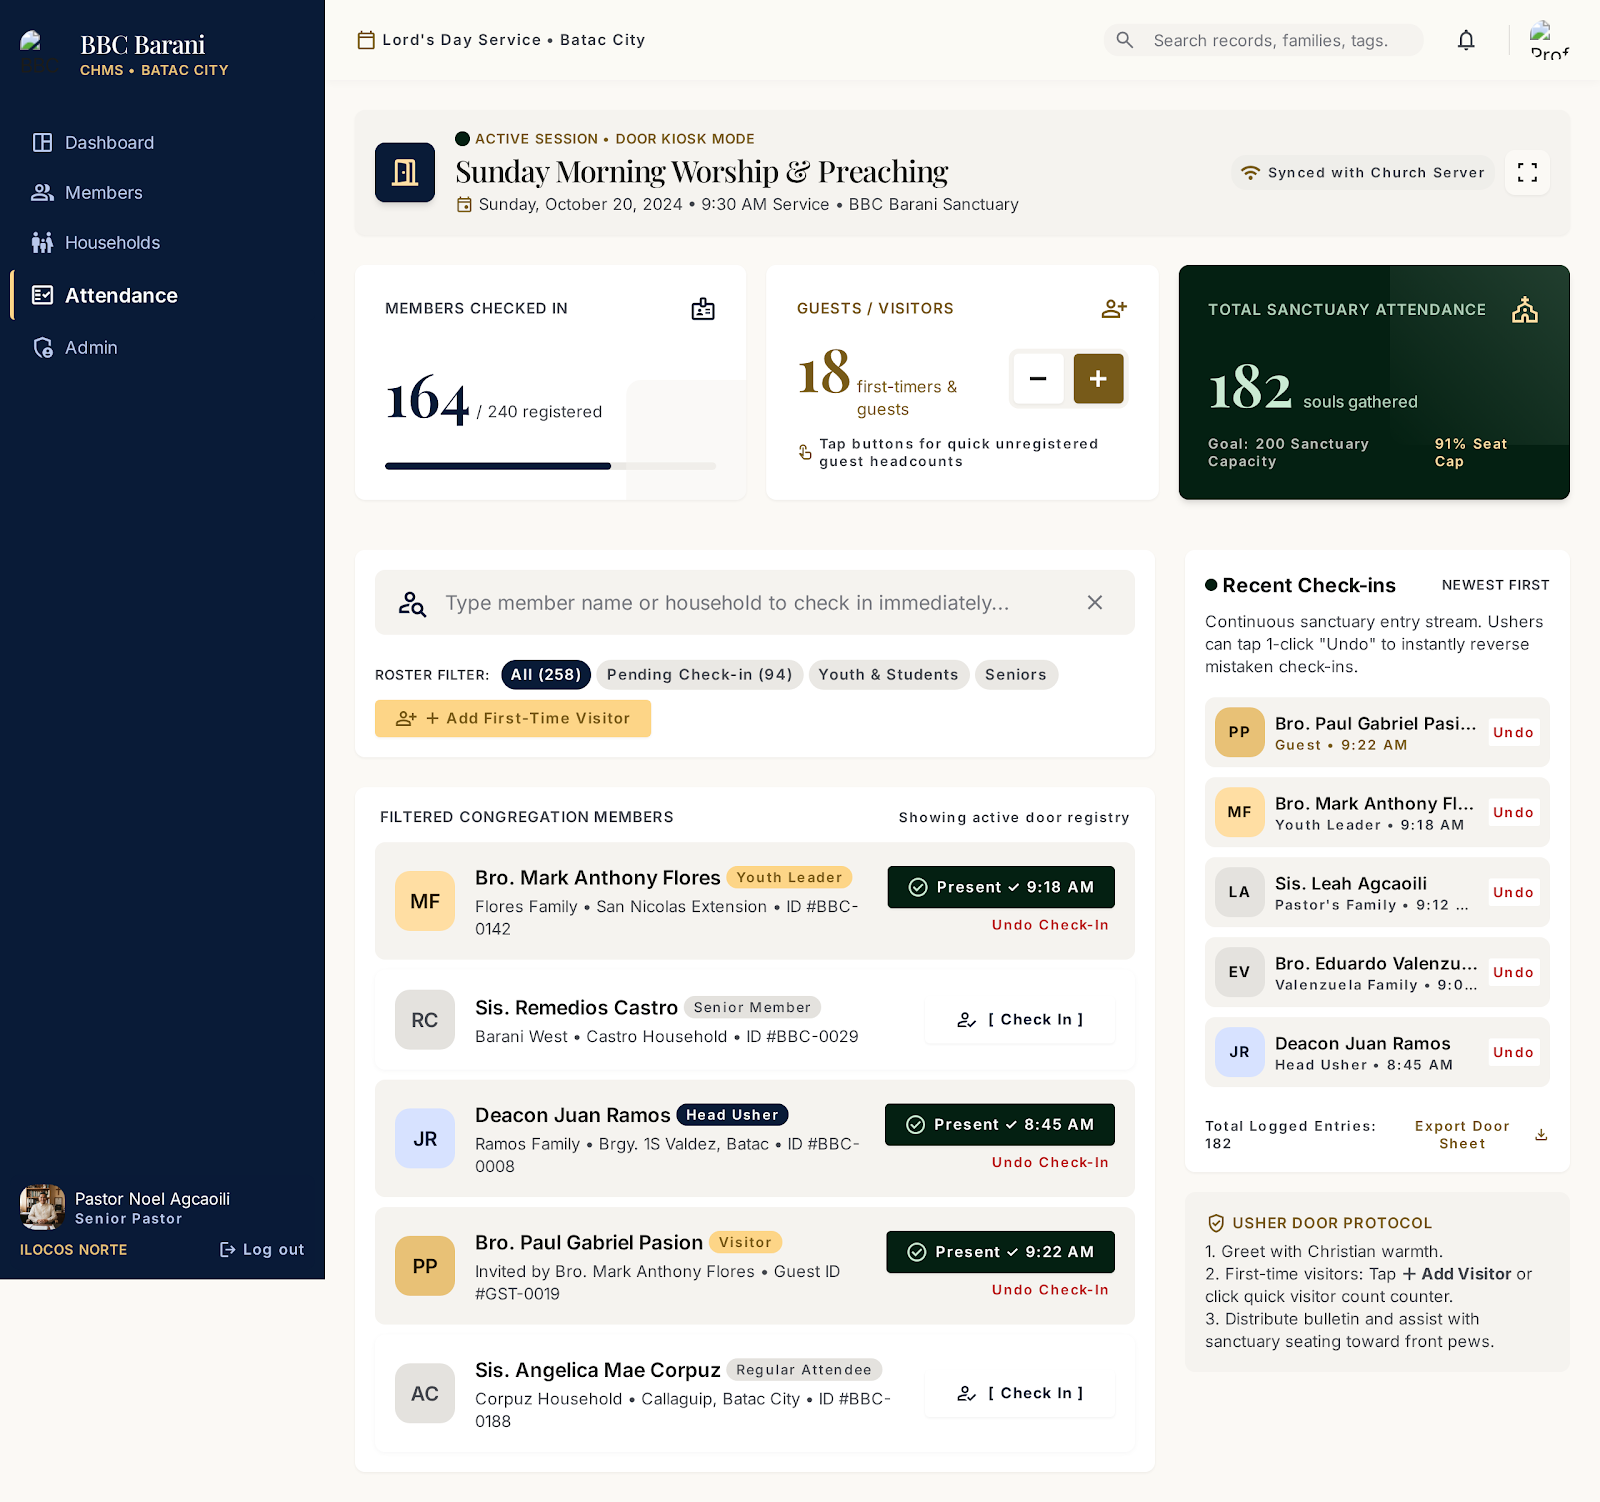 BBC Barani
CHMS • BATAC CITY
Dashboard
Members
Households
Attendance
Admin
Pastor Noel Agcaoili
Senior Pastor
ILOCOS NORTE
Log out
Lord's Day Service • Batac City
Search records, families, tags.
Prof
ACTIVE SESSION • DOOR KIOSK MODE
Sunday Morning Worship & Preaching
Sunday, October 20, 2024 • 9:30 AM Service • BBC Barani Sanctuary
Synced with Church Server
MEMBERS CHECKED IN
164 / 240 registered
GUESTS / VISITORS
18 first-timers &
guests
− +
Tap buttons for quick unregistered
guest headcounts
TOTAL SANCTUARY ATTENDANCE
182 souls gathered
Goal: 200 Sanctuary
Capacity
91% Seat
Cap
Type member name or household to check in immediately...
ROSTER FILTER:
All (258)
Pending Check-in (94)
Youth & Students
Seniors
+ Add First-Time Visitor
FILTERED CONGREGATION MEMBERS
Showing active door registry
MF
Bro. Mark Anthony Flores
Youth Leader
Flores Family • San Nicolas Extension • ID #BBC-
0142
Present ✓ 9:18 AM
Undo Check-In
RC
Sis. Remedios Castro
Senior Member
Barani West • Castro Household • ID #BBC-0029
[ Check In ]
JR
Deacon Juan Ramos
Head Usher
Ramos Family • Brgy. 1S Valdez, Batac • ID #BBC-
0008
Present ✓ 8:45 AM
Undo Check-In
PP
Bro. Paul Gabriel Pasion
Visitor
Invited by Bro. Mark Anthony Flores • Guest ID
#GST-0019
Present ✓ 9:22 AM
Undo Check-In
AC
Sis. Angelica Mae Corpuz
Regular Attendee
Corpuz Household • Callaguip, Batac City • ID #BBC-
0188
[ Check In ]
Recent Check-ins
NEWEST FIRST
Continuous sanctuary entry stream. Ushers
can tap 1-click "Undo" to instantly reverse
mistaken check-ins.
PP
Bro. Paul Gabriel Pasi...
Guest • 9:22 AM
Undo
MF
Bro. Mark Anthony Fl...
Youth Leader • 9:18 AM
Undo
LA
Sis. Leah Agcaoili
Pastor's Family • 9:12 ...
Undo
EV
Bro. Eduardo Valenzu...
Valenzuela Family • 9:0...
Undo
JR
Deacon Juan Ramos
Head Usher • 8:45 AM
Undo
Total Logged Entries:
182
Export Door
Sheet
USHER DOOR PROTOCOL
1. Greet with Christian warmth.
2. First-time visitors: Tap + Add Visitor or
click quick visitor count counter.
3. Distribute bulletin and assist with
sanctuary seating toward front pews.